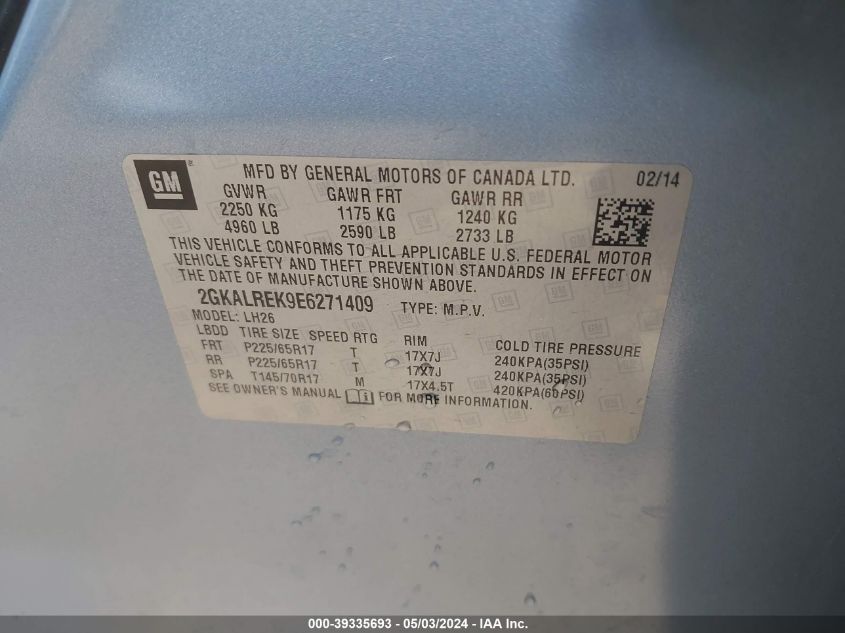 GM
MFD BY GENERAL MOTORS OF CANADA LTD. 02/14
GVWR GAWR FRT GAWR RR
2250 KG 1175 KG 1240 KG
4960 LB 2590 LB 2733 LB
THIS VEHICLE CONFORMS TO ALL APPLICABLE U.S. FEDERAL MOTOR
VEHICLE SAFETY AND THEFT PREVENTION STANDARDS IN EFFECT ON
THE DATE OF MANUFACTURE SHOWN ABOVE.
2GKALREK9E6271409 TYPE: M.P.V.
MODEL: LH26
LBDD TIRE SIZE SPEED RTG RIM COLD TIRE PRESSURE
FRT P225/65R17 T 17X7J 240KPA(35PSI)
RR P225/65R17 T 17X7J 240KPA(35PSI)
SPA T145/70R17 M 17X4.5T 420KPA(60PSI)
SEE OWNER'S MANUAL FOR MORE INFORMATION.
000-39335693 - 05/03/2024 - IAA Inc.